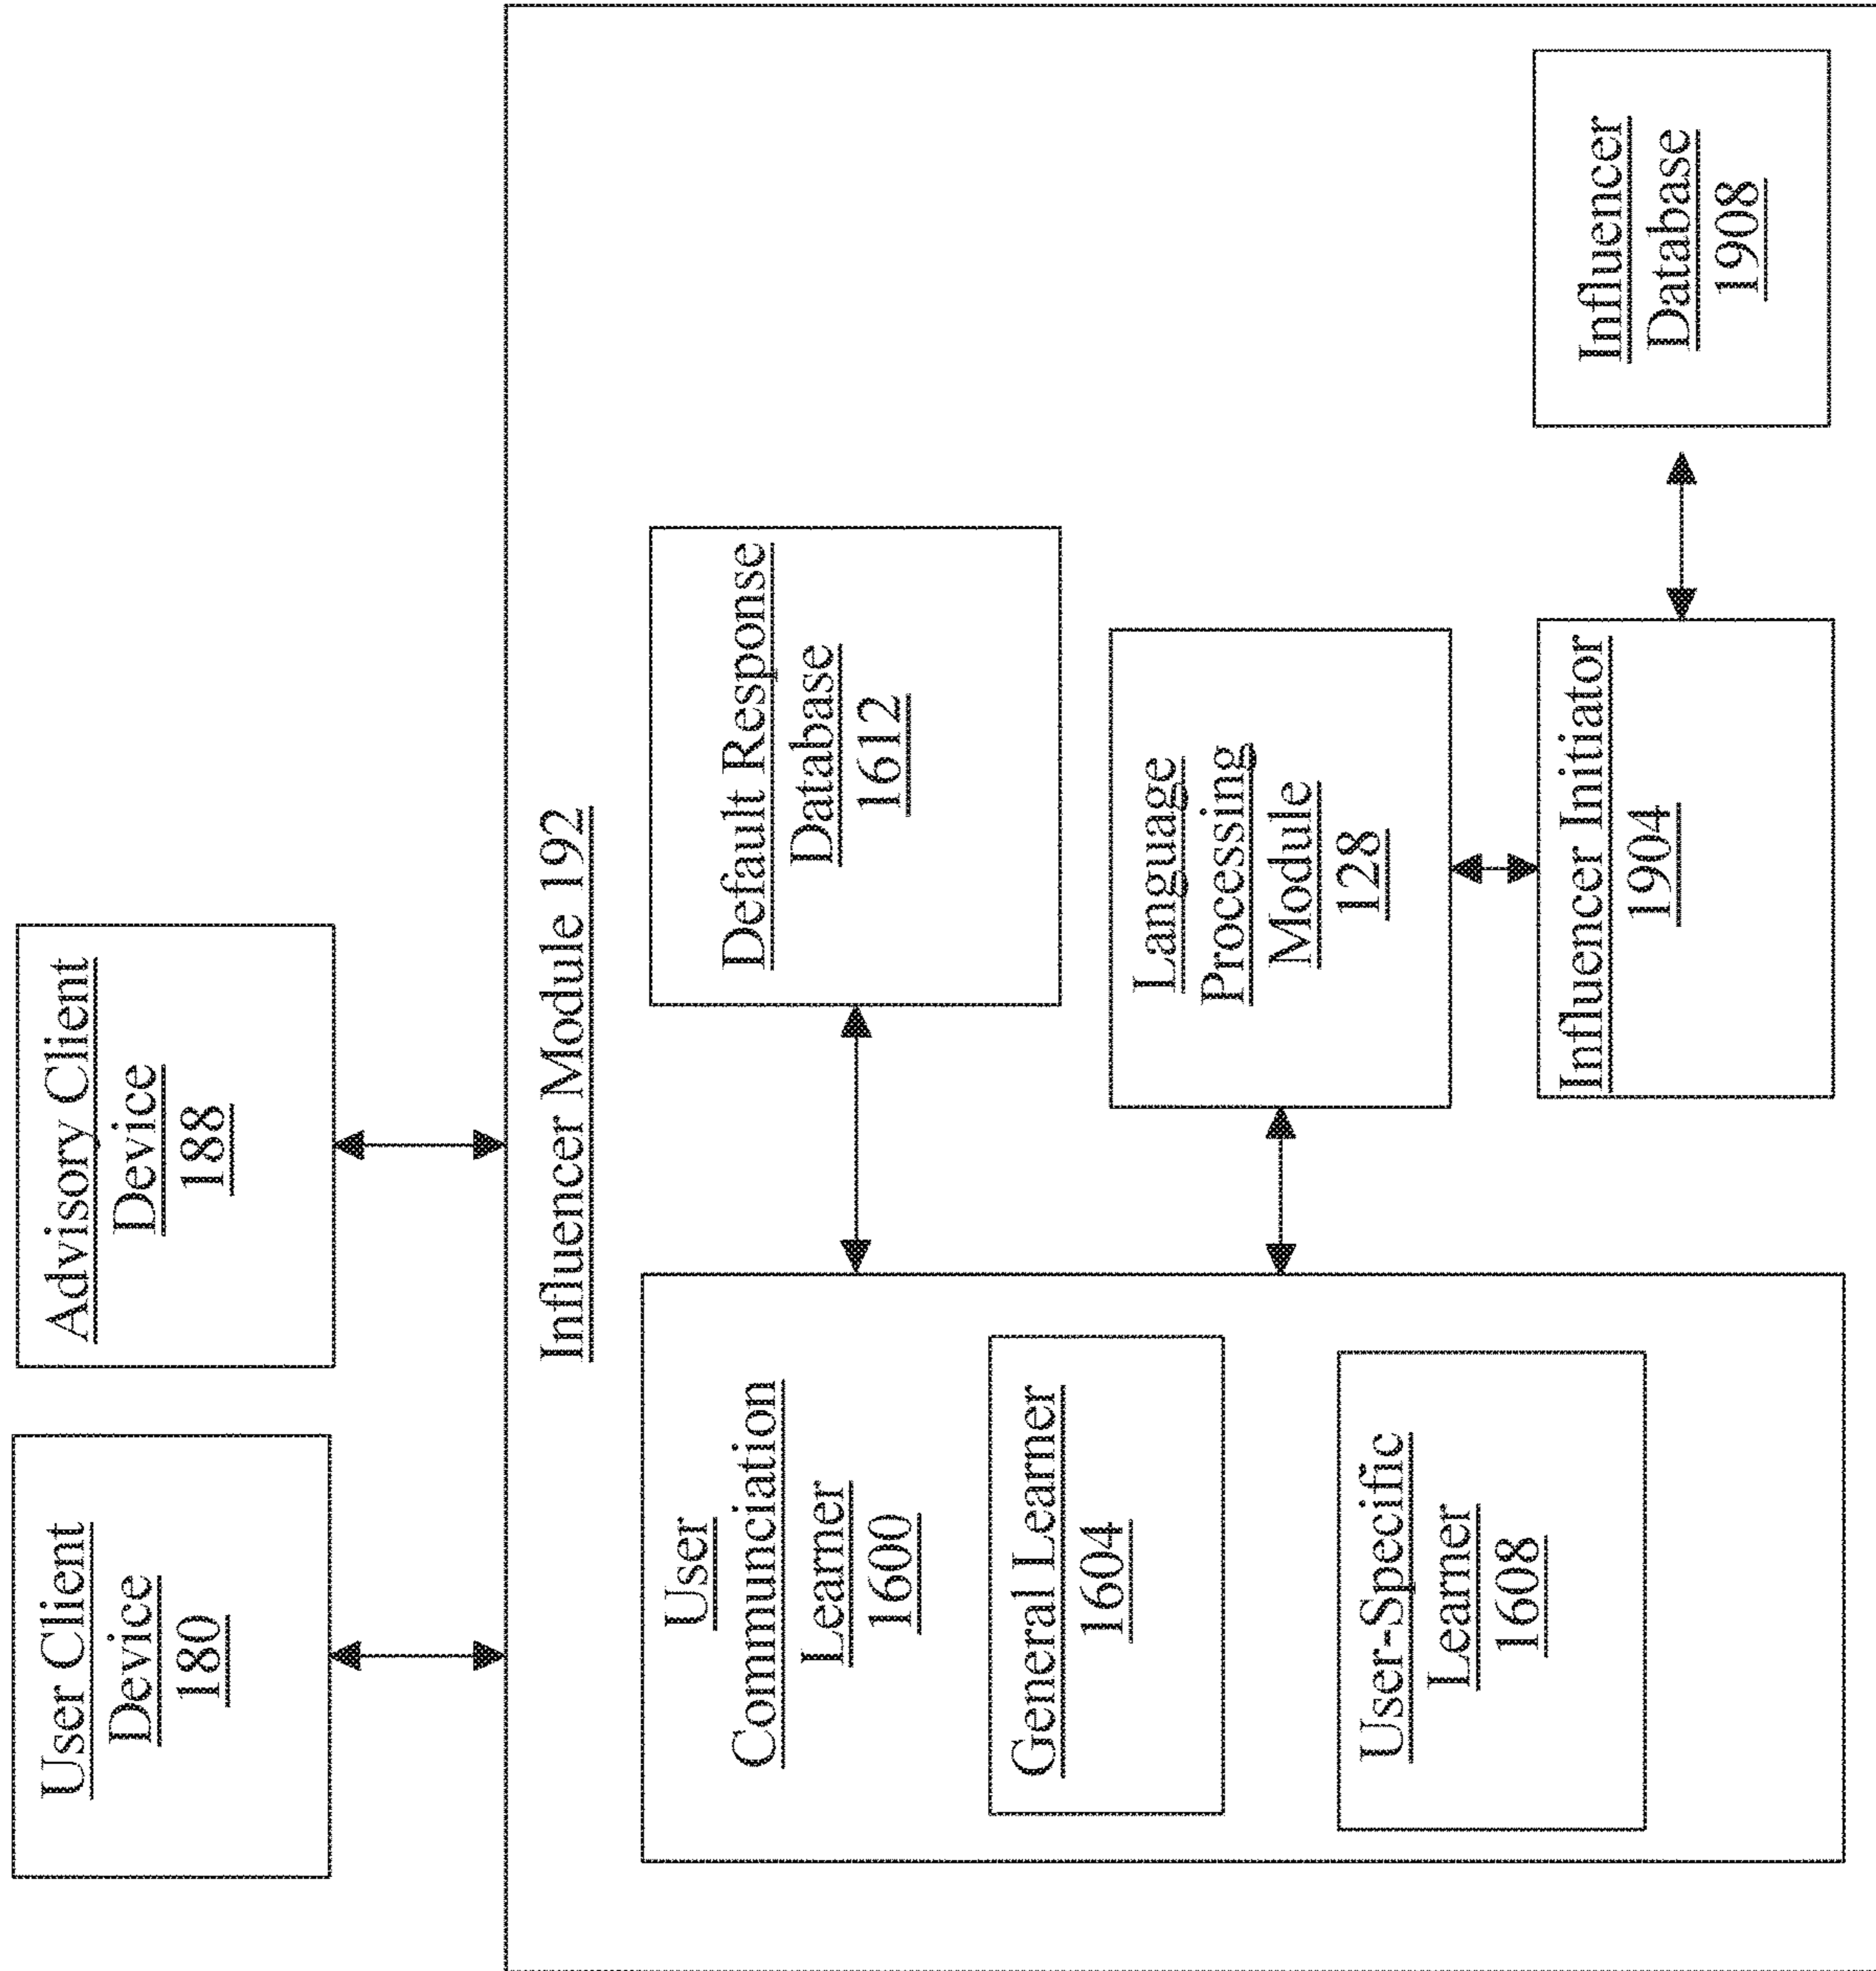 User Client
Device
180
Advisory Client
Device
188
Influencer Module 192
User
Communciation
Learner
1600
General Learner
1604
User-Specific
Learner
1608
Default Response
Database
1612
Language
Processing
Module
128
Influencer Initiator
1904
Influencer
Database
1908